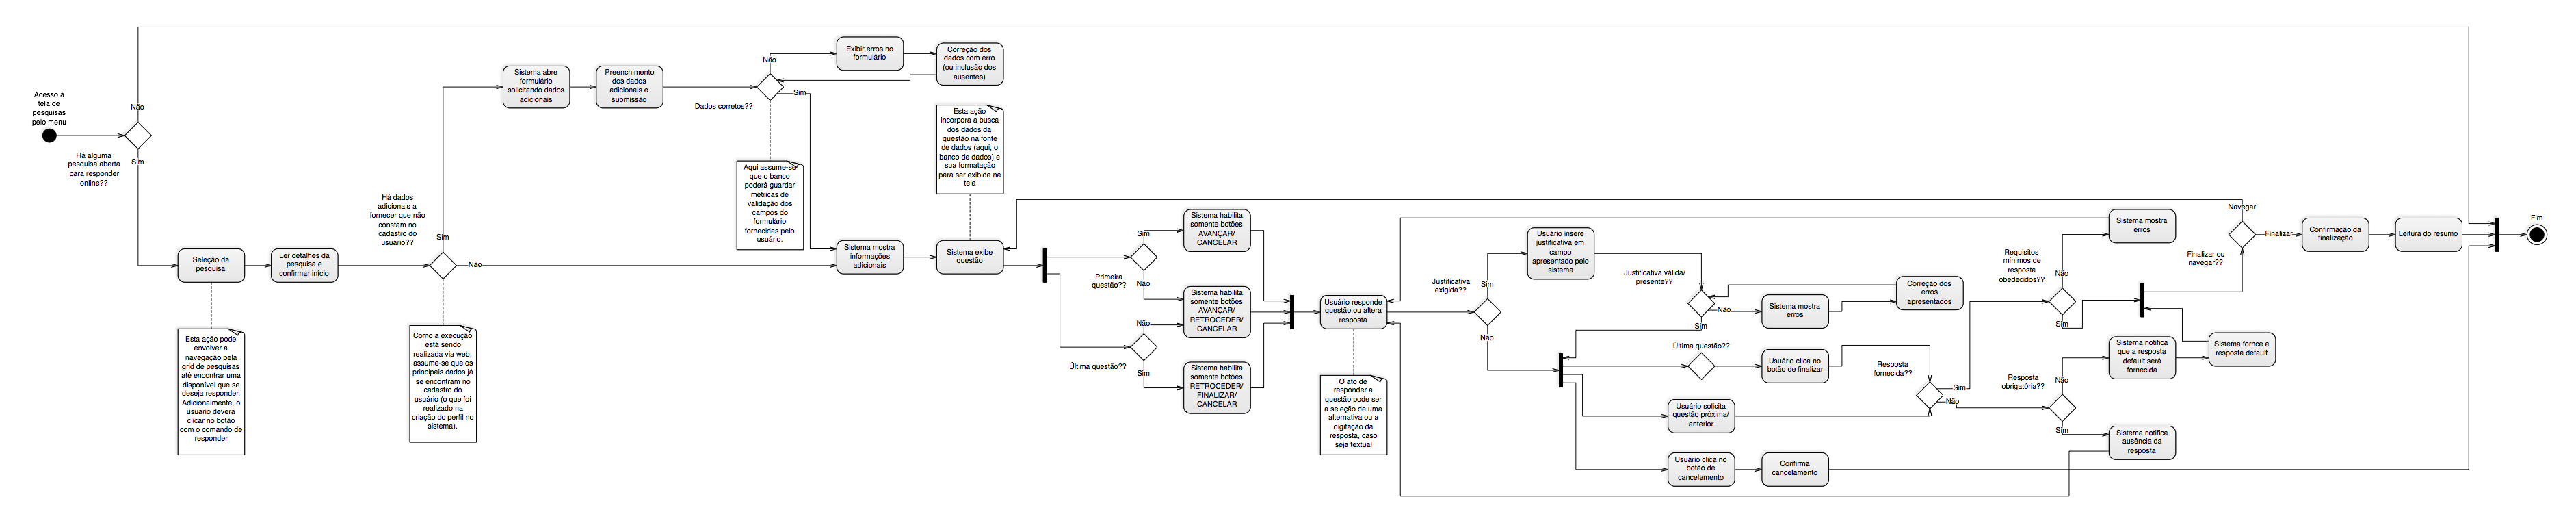 Acesso à
tela de
pesquisas
pelo menu
Há alguma
pesquisa aberta
para responder
online??
Não
Sim
Seleção da
pesquisa
Esta ação pode
envolver a
navegação pela
grid de pesquisas
até encontrar uma
disponível que se
deseja responder.
Adicionalmente, o
usuário deverá
clicar no botão
com o comando de
responder
Ler detalhes da
pesquisa e
confirmar início
Há dados
adicionais a
fornecer que não
constam no
cadastro do
usuário??
Sim
Não
Como a execução
está sendo
realizada via web,
assume-se que os
principais dados já
se encontram no
cadastro do
usuário (o que foi
realizado na
criação do perfil no
sistema).
Sistema abre
formulário
solicitando dados
adicionais
Preenchimento
dos dados
adicionais e
submissão
Dados corretos??
Não
Sim
Exibir erros no
formulário
Correção dos
dados com erro
(ou inclusão dos
ausentes)
Aqui assume-se
que o banco
poderá guardar
métricas de
validação dos
campos do
formulário
fornecidas pelo
usuário.
Esta ação
incorpora a busca
dos dados da
questão na fonte
de dados (aqui, o
banco de dados) e
sua formatação
para ser exibida na
tela
Sistema mostra
informações
adicionais
Sistema exibe
questão
Primeira
questão??
Sim
Não
Última questão??
Não
Sim
Sistema habilita
somente botões
AVANÇAR/
CANCELAR
Sistema habilita
somente botões
AVANÇAR/
RETROCEDER/
CANCELAR
Sistema habilita
somente botões
RETROCEDER/
FINALIZAR/
CANCELAR
Usuário responde
questão ou altera
resposta
O ato de
responder a
questão pode ser
a seleção de uma
alternativa ou a
digitação da
resposta, caso
seja textual
Justificativa
exigida??
Sim
Não
Usuário insere
justificativa em
campo
apresentado pelo
sistema
Justificativa válida/
presente??
Não
Sim
Sistema mostra
erros
Correção dos
erros
apresentados
Última questão??
Usuário clica no
botão de finalizar
Usuário solicita
questão próxima/
anterior
Usuário clica no
botão de
cancelamento
Confirma
cancelamento
Resposta
fornecida??
Sim
Não
Requisitos
mínimos de
resposta
obedecidos??
Não
Sim
Sistema mostra
erros
Resposta
obrigatória??
Não
Sim
Sistema notifica
que a resposta
default será
fornecida
Sistema fornce a
resposta default
Sistema notifica
ausência da
resposta
Navegar
Finalizar ou
navegar??
Finalizar
Confirmação da
finalização
Leitura do resumo
Fim